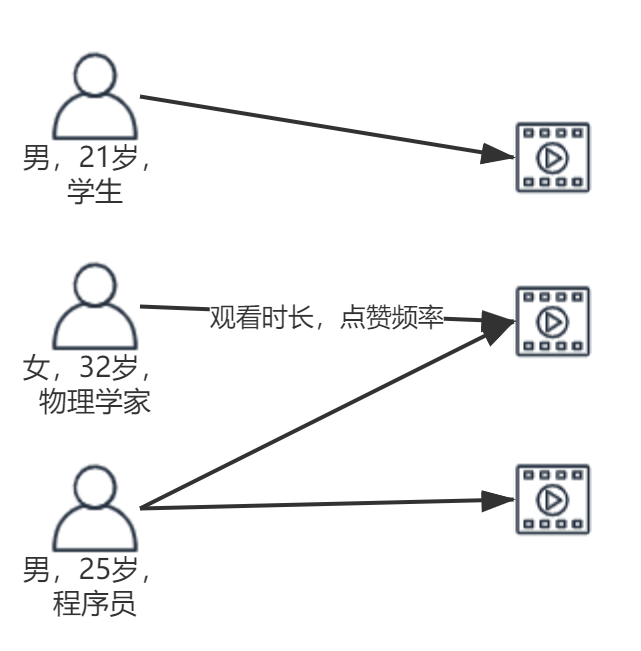 男，21岁，
学生
女，32岁，
物理学家
观看时长，点赞频率
男，25岁，
程序员